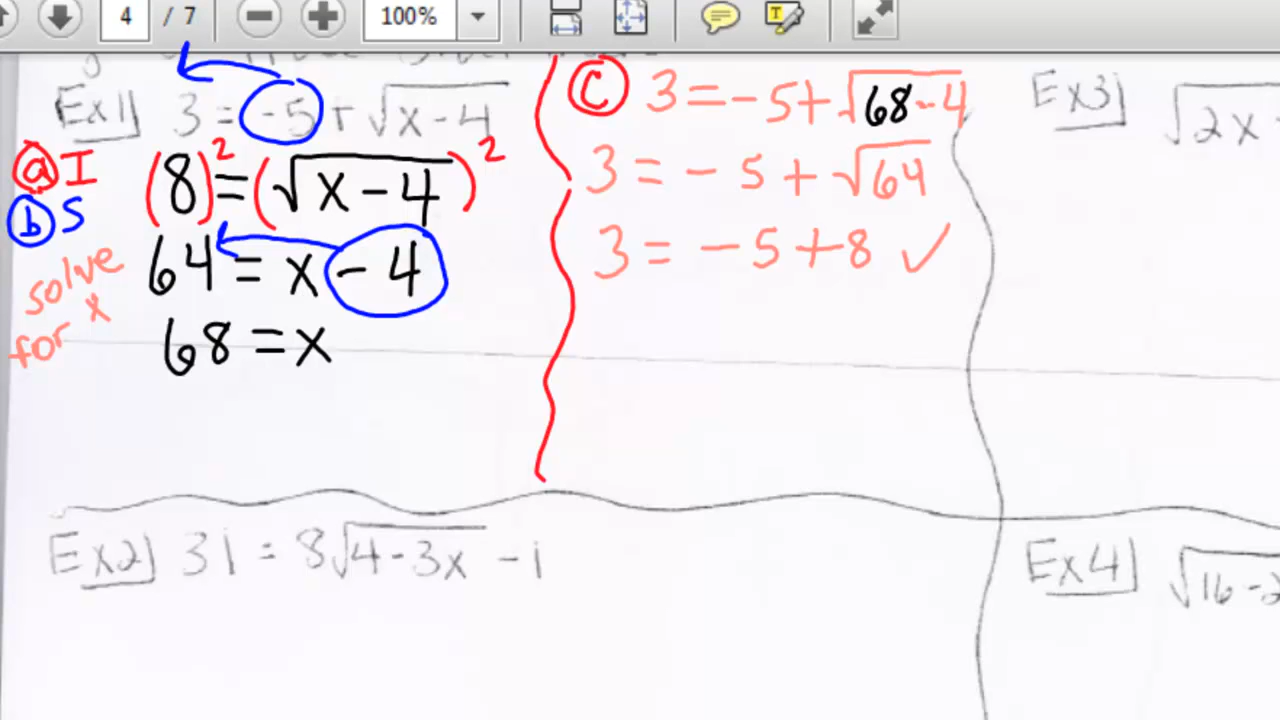 4 / 7 100%
Ex1] 3 = -5 + √x-4
ⓐ I (8)² = (√x-4)²
ⓑ S
64 = x - 4
solve for x
68 = x
Ⓒ 3 = -5 + √68-4
3 = -5 + √64
3 = -5 + 8 ✓
Ex2] 31 = 8√4-3x - 1
Ex3] √2x
Ex4] √16-2